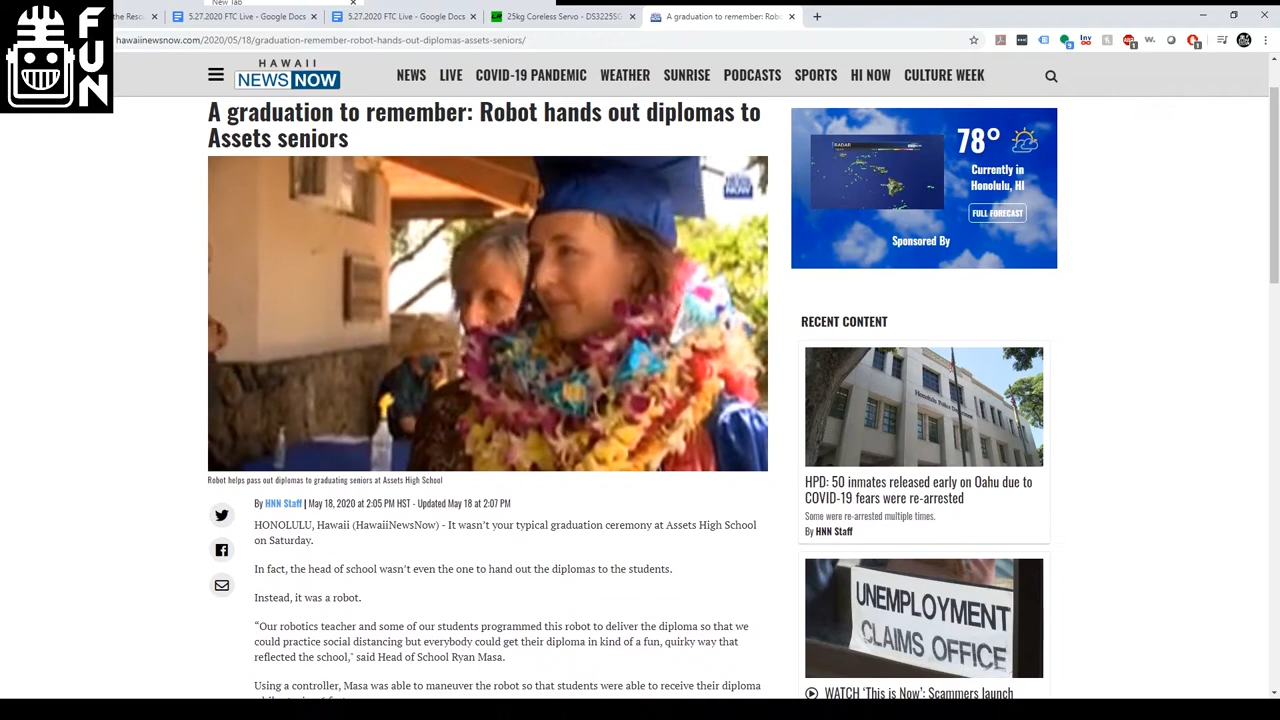 New Tab
the Resc
5.27.2020 FTC Live - Google Docs
5.27.2020 FTC Live - Google Docs
25kg Coreless Servo - DS3225SG
A graduation to remember: Robo
hawaiinewsnow.com/2020/05/18/graduation-remember-robot-hands-out-diplomas-assets-seniors/
FUN
HAWAII
NEWS NOW
NEWS LIVE COVID-19 PANDEMIC WEATHER SUNRISE PODCASTS SPORTS HI NOW CULTURE WEEK
A graduation to remember: Robot hands out diplomas to
Assets seniors
Robot helps pass out diplomas to graduating seniors at Assets High School
By HNN Staff | May 18, 2020 at 2:05 PM HST - Updated May 18 at 2:07 PM
HONOLULU, Hawaii (HawaiiNewsNow) - It wasn't your typical graduation ceremony at Assets High School
on Saturday.
In fact, the head of school wasn't even the one to hand out the diplomas to the students.
Instead, it was a robot.
“Our robotics teacher and some of our students programmed this robot to deliver the diploma so that we
could practice social distancing but everybody could get their diploma in kind of a fun, quirky way that
reflected the school," said Head of School Ryan Masa.
Using a controller, Masa was able to maneuver the robot so that students were able to receive their diploma
RADAR
78°
Currently in
Honolulu, HI
FULL FORECAST
Sponsored By
RECENT CONTENT
Honolulu Police Department
HPD: 50 inmates released early on Oahu due to
COVID-19 fears were re-arrested
Some were re-arrested multiple times.
By HNN Staff
UNEMPLOYMENT
CLAIMS OFFICE
WATCH ‘This is Now’: Scammers launch